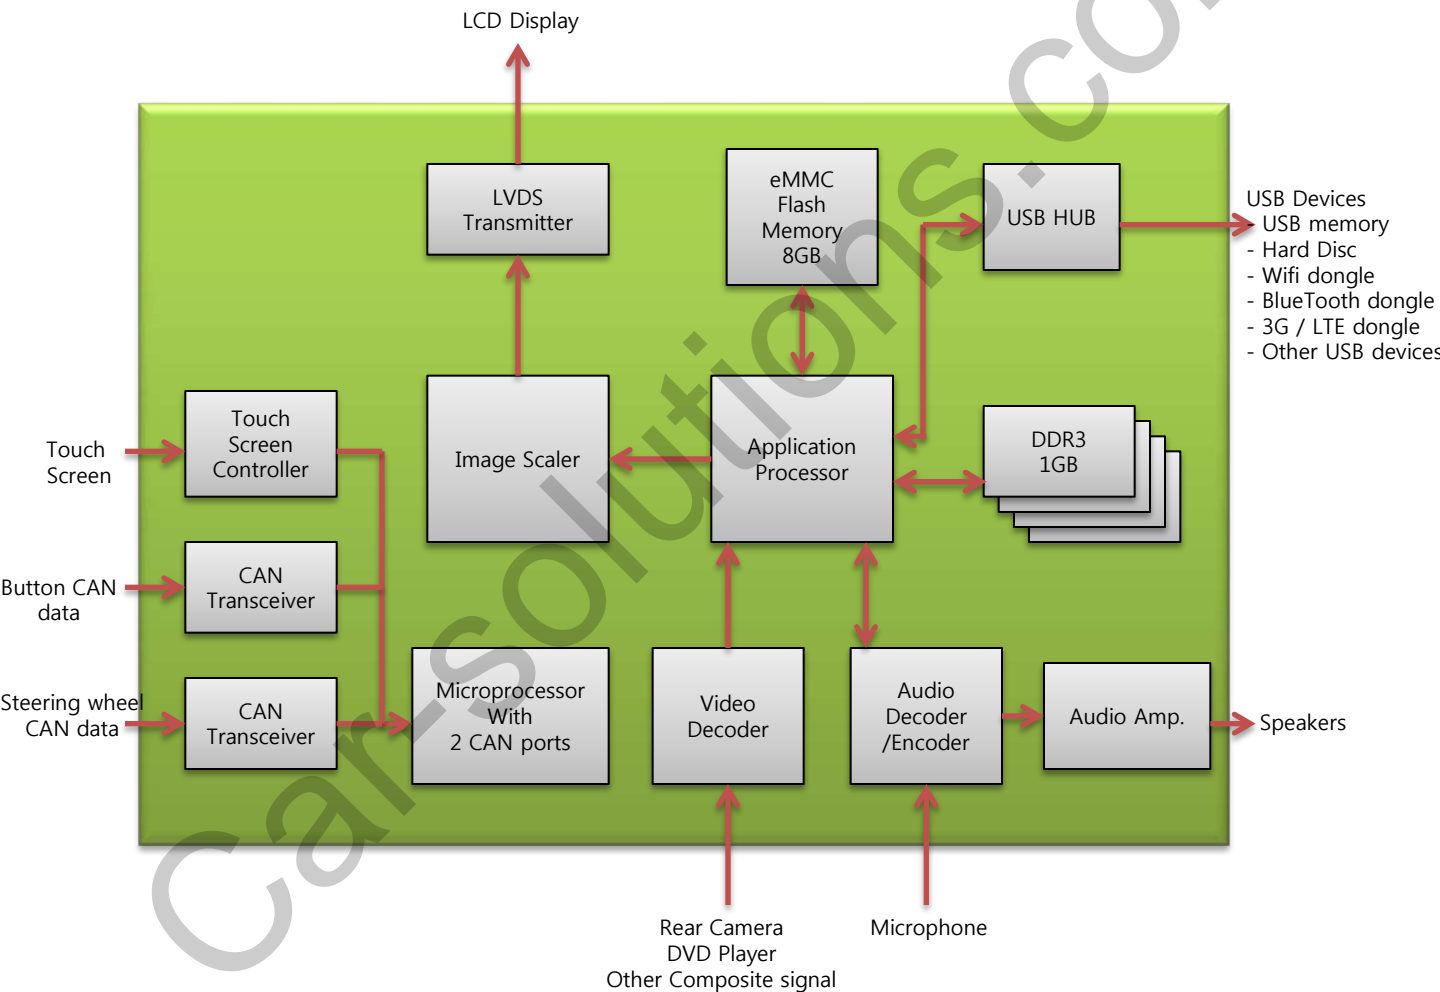 LCD Display
LVDS
Transmitter
eMMC
Flash
Memory
8GB
USB HUB
USB Devices
- USB memory
- Hard Disc
- Wifi dongle
- BlueTooth dongle
- 3G / LTE dongle
- Other USB devices
Touch
Screen
Touch
Screen
Controller
Image Scaler
Application
Processor
DDR3
1GB
Button CAN
data
CAN
Transceiver
Steering wheel
CAN data
CAN
Transceiver
Microprocessor
With
2 CAN ports
Video
Decoder
Audio
Decoder
/Encoder
Audio Amp.
Speakers
Rear Camera
DVD Player
Other Composite signal
Microphone
Car-solutions.co